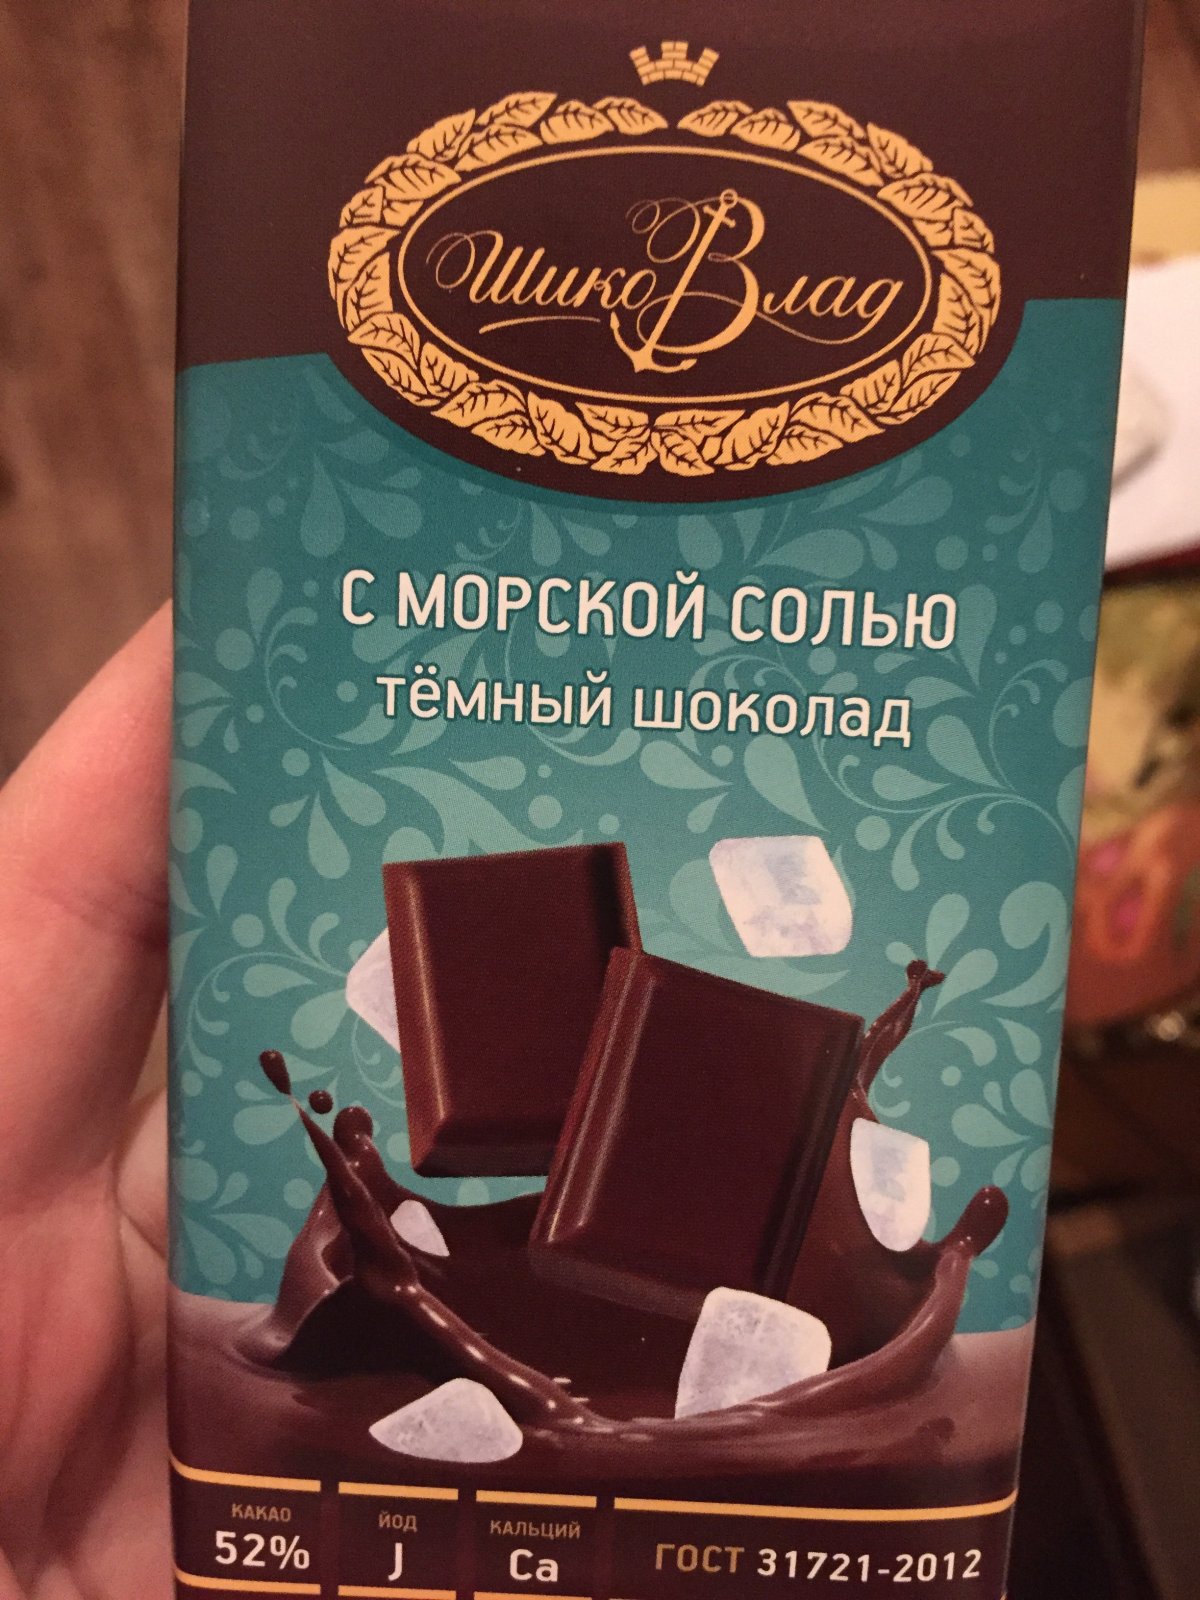 ШикоВлад
С МОРСКОЙ СОЛЬЮ
тёмный шоколад
КАКАО
52%
ЙОД
J
КАЛЬЦИЙ
Ca
ГОСТ 31721-2012